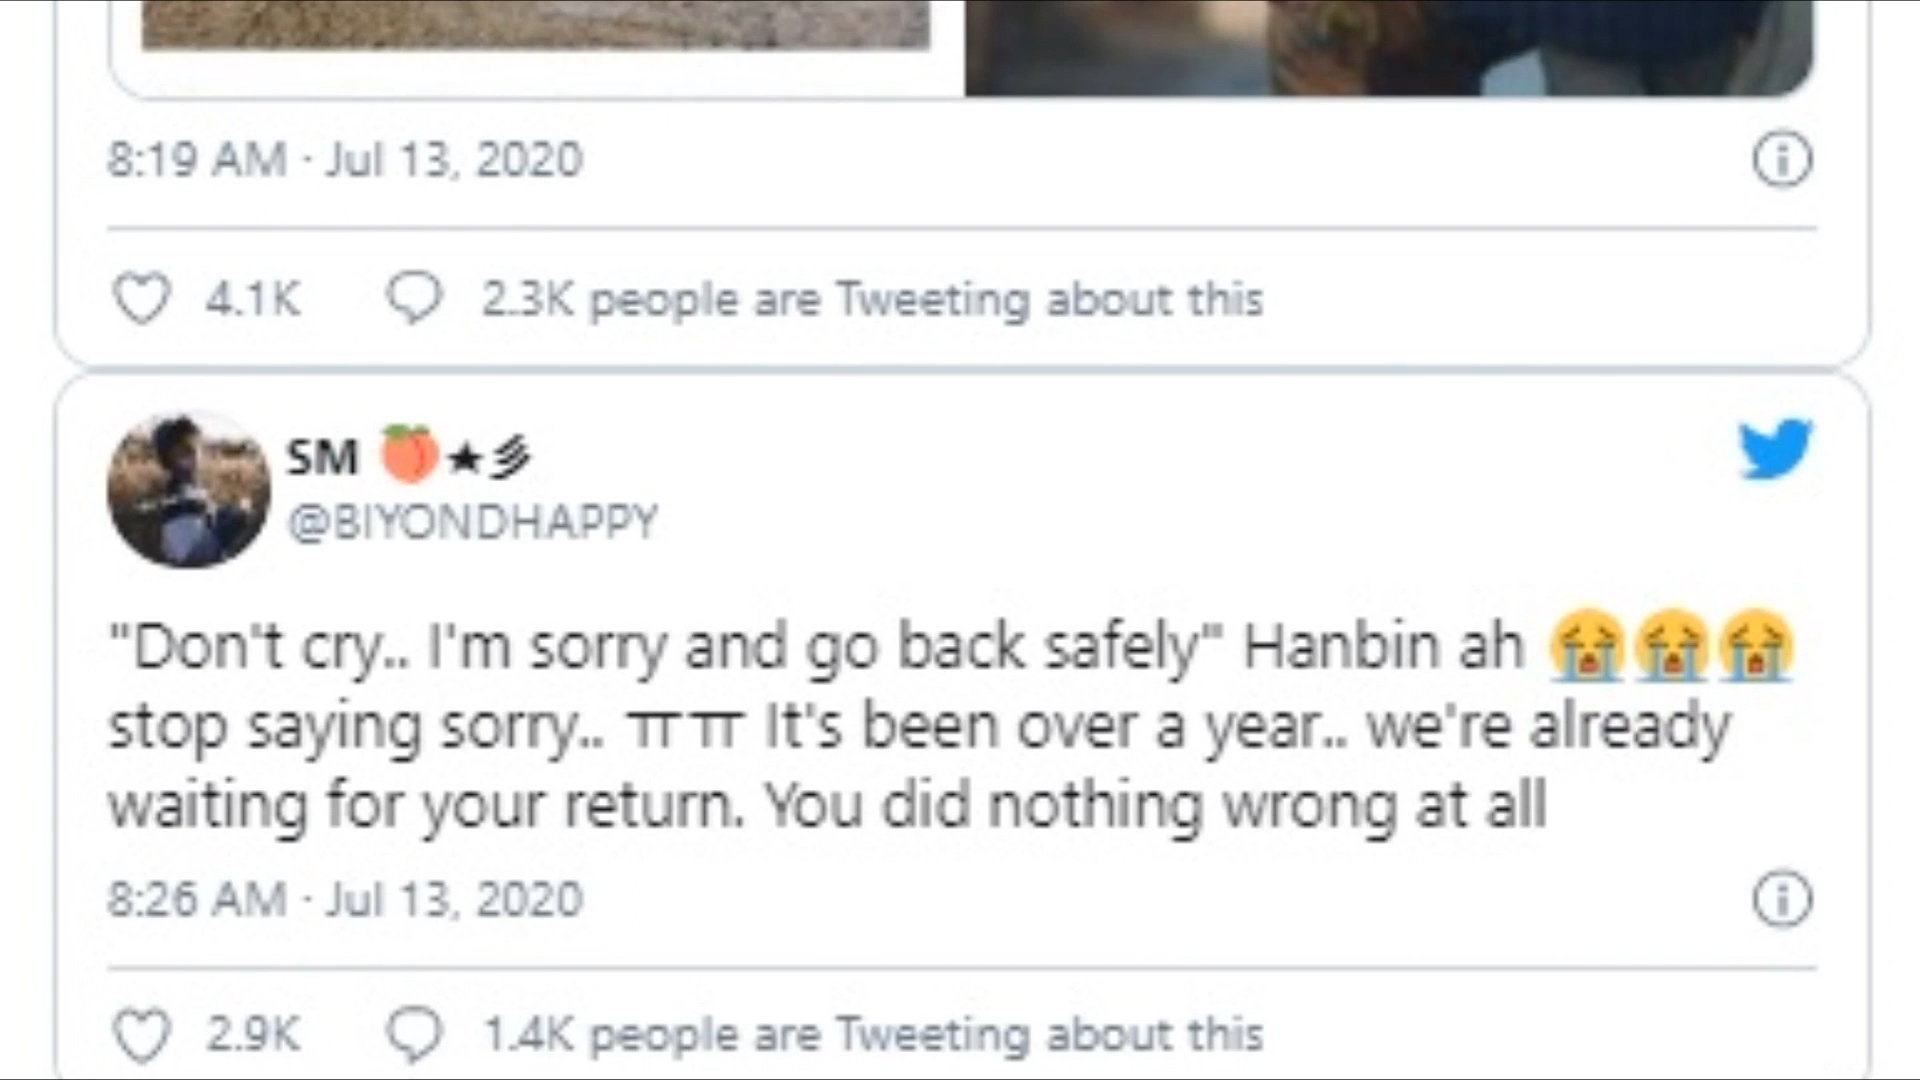 8:19 AM · Jul 13, 2020
4.1K 2.3K people are Tweeting about this
SM 🍑★彡
@BIYONDHAPPY
"Don't cry.. I'm sorry and go back safely" Hanbin ah 😭😭😭
stop saying sorry.. ㅠㅠ It's been over a year.. we're already
waiting for your return. You did nothing wrong at all
8:26 AM · Jul 13, 2020
2.9K 1.4K people are Tweeting about this